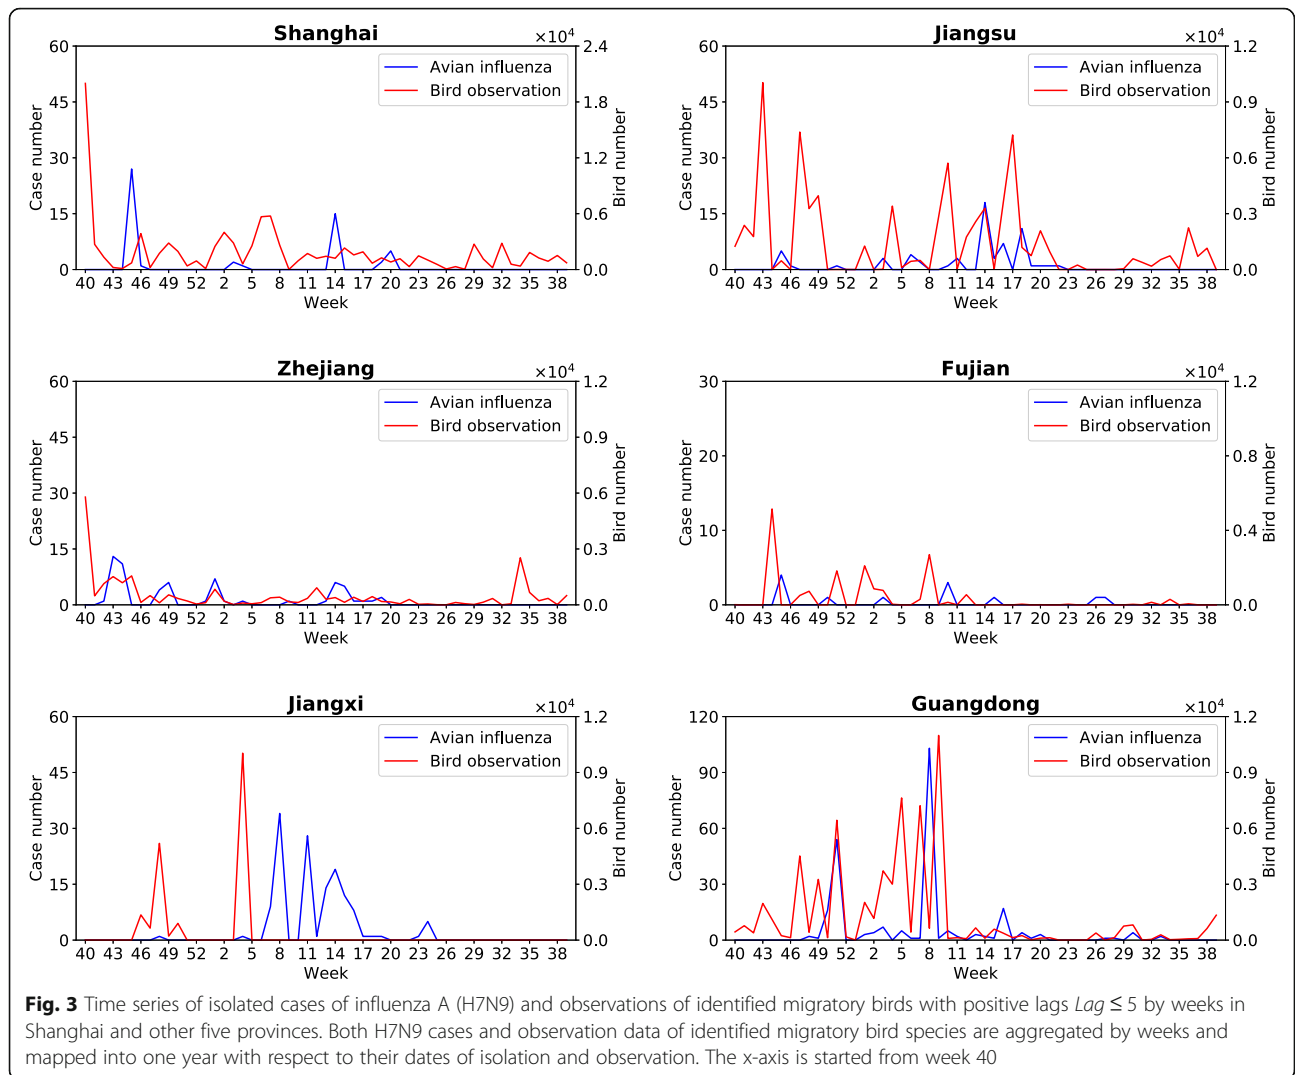 Shanghai
×10⁴
60
45
30
15
0
Case number
2.4
1.8
1.2
0.6
0.0
Bird number
Avian influenza
Bird observation
40 43 46 49 52 2 5 8 11 14 17 20 23 26 29 32 35 38
Week
Jiangsu
×10⁴
60
45
30
15
0
Case number
1.2
0.9
0.6
0.3
0.0
Bird number
Avian influenza
Bird observation
40 43 46 49 52 2 5 8 11 14 17 20 23 26 29 32 35 38
Week
Zhejiang
×10⁴
60
45
30
15
0
Case number
1.2
0.9
0.6
0.3
0.0
Bird number
Avian influenza
Bird observation
40 43 46 49 52 2 5 8 11 14 17 20 23 26 29 32 35 38
Week
Fujian
×10⁴
30
20
10
0
Case number
1.2
0.8
0.4
0.0
Bird number
Avian influenza
Bird observation
40 43 46 49 52 2 5 8 11 14 17 20 23 26 29 32 35 38
Week
Jiangxi
×10⁴
60
45
30
15
0
Case number
1.2
0.9
0.6
0.3
0.0
Bird number
Avian influenza
Bird observation
40 43 46 49 52 2 5 8 11 14 17 20 23 26 29 32 35 38
Week
Guangdong
×10⁴
120
90
60
30
0
Case number
1.2
0.9
0.6
0.3
0.0
Bird number
Avian influenza
Bird observation
40 43 46 49 52 2 5 8 11 14 17 20 23 26 29 32 35 38
Week
Fig. 3 Time series of isolated cases of influenza A (H7N9) and observations of identified migratory birds with positive lags Lag ≤ 5 by weeks in
Shanghai and other five provinces. Both H7N9 cases and observation data of identified migratory bird species are aggregated by weeks and
mapped into one year with respect to their dates of isolation and observation. The x-axis is started from week 40